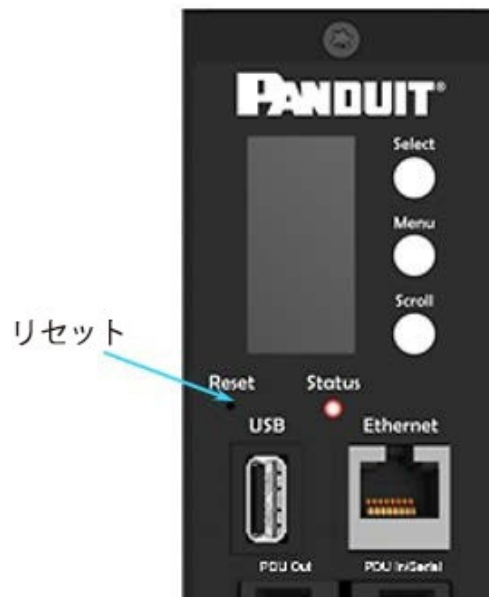 PANDUIT®
Select
Menu
Scroll
リセット
Reset
Status
USB
Ethernet
PDU Out
PDU In/Serial